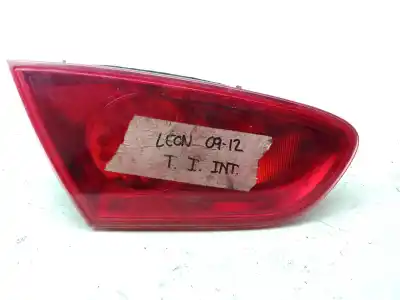 LEON 09-12
T. I. INT.